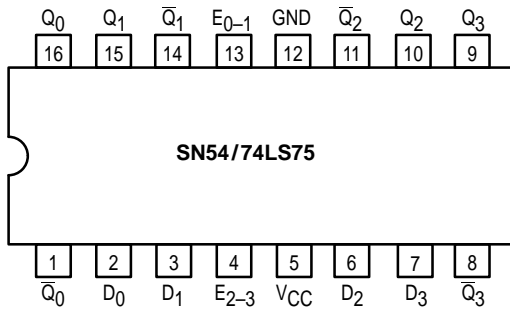 Q0 Q1 Q̅1 E0–1 GND Q̅2 Q2 Q3
16 15 14 13 12 11 10 9
SN54/74LS75
1 2 3 4 5 6 7 8
Q̅0 D0 D1 E2–3 VCC D2 D3 Q̅3